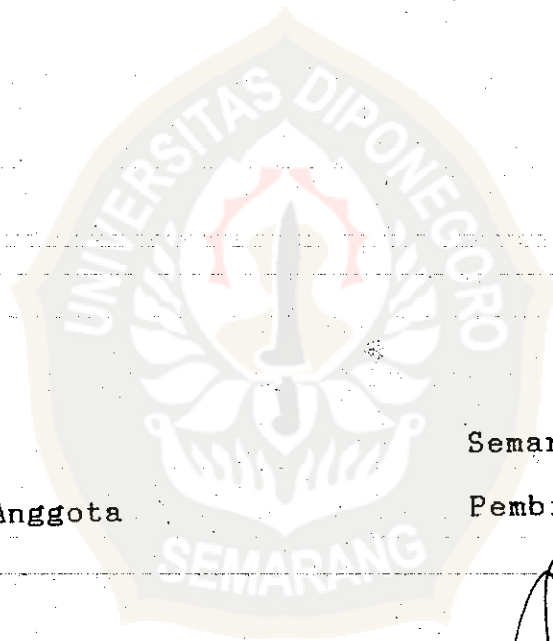 UNIVERSITAS DIPONEGORO
Semar
Anggota
Pembi
SEMARANG